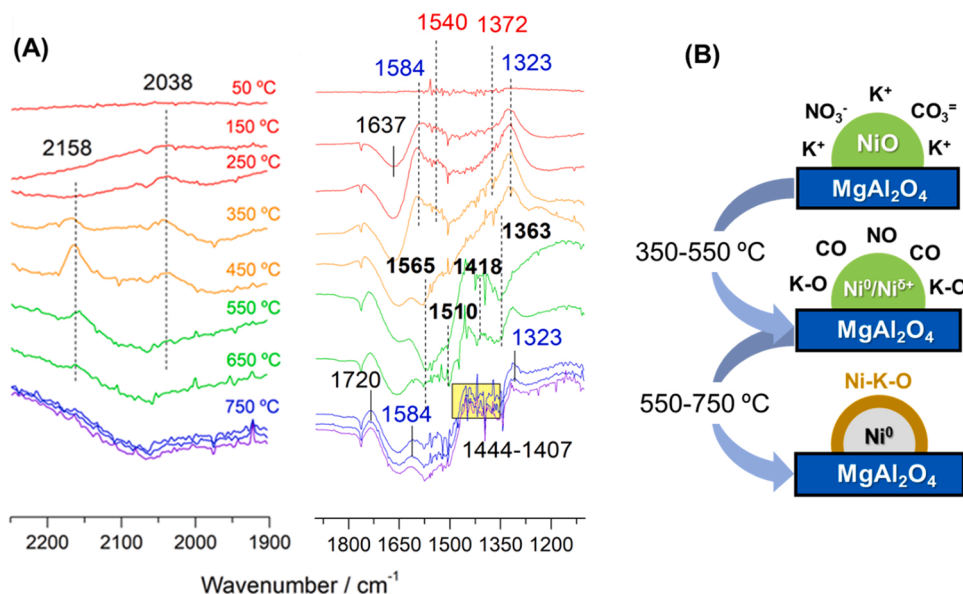 (A)
2158
2038
50 ºC
150 ºC
250 ºC
350 ºC
450 ºC
550 ºC
650 ºC
750 ºC
2200 2100 2000 1900
1540 1372
1584 1323
1637
1363
1565 1418
1510
1323
1720
1584
1444-1407
1800 1650 1500 1350 1200
Wavenumber / cm-1
(B)
K+
NO3- CO3=
K+ NiO K+
MgAl2O4
350-550 ºC
NO
CO CO
K-O Ni0/Niδ+ K-O
MgAl2O4
550-750 ºC
Ni-K-O
Ni0
MgAl2O4